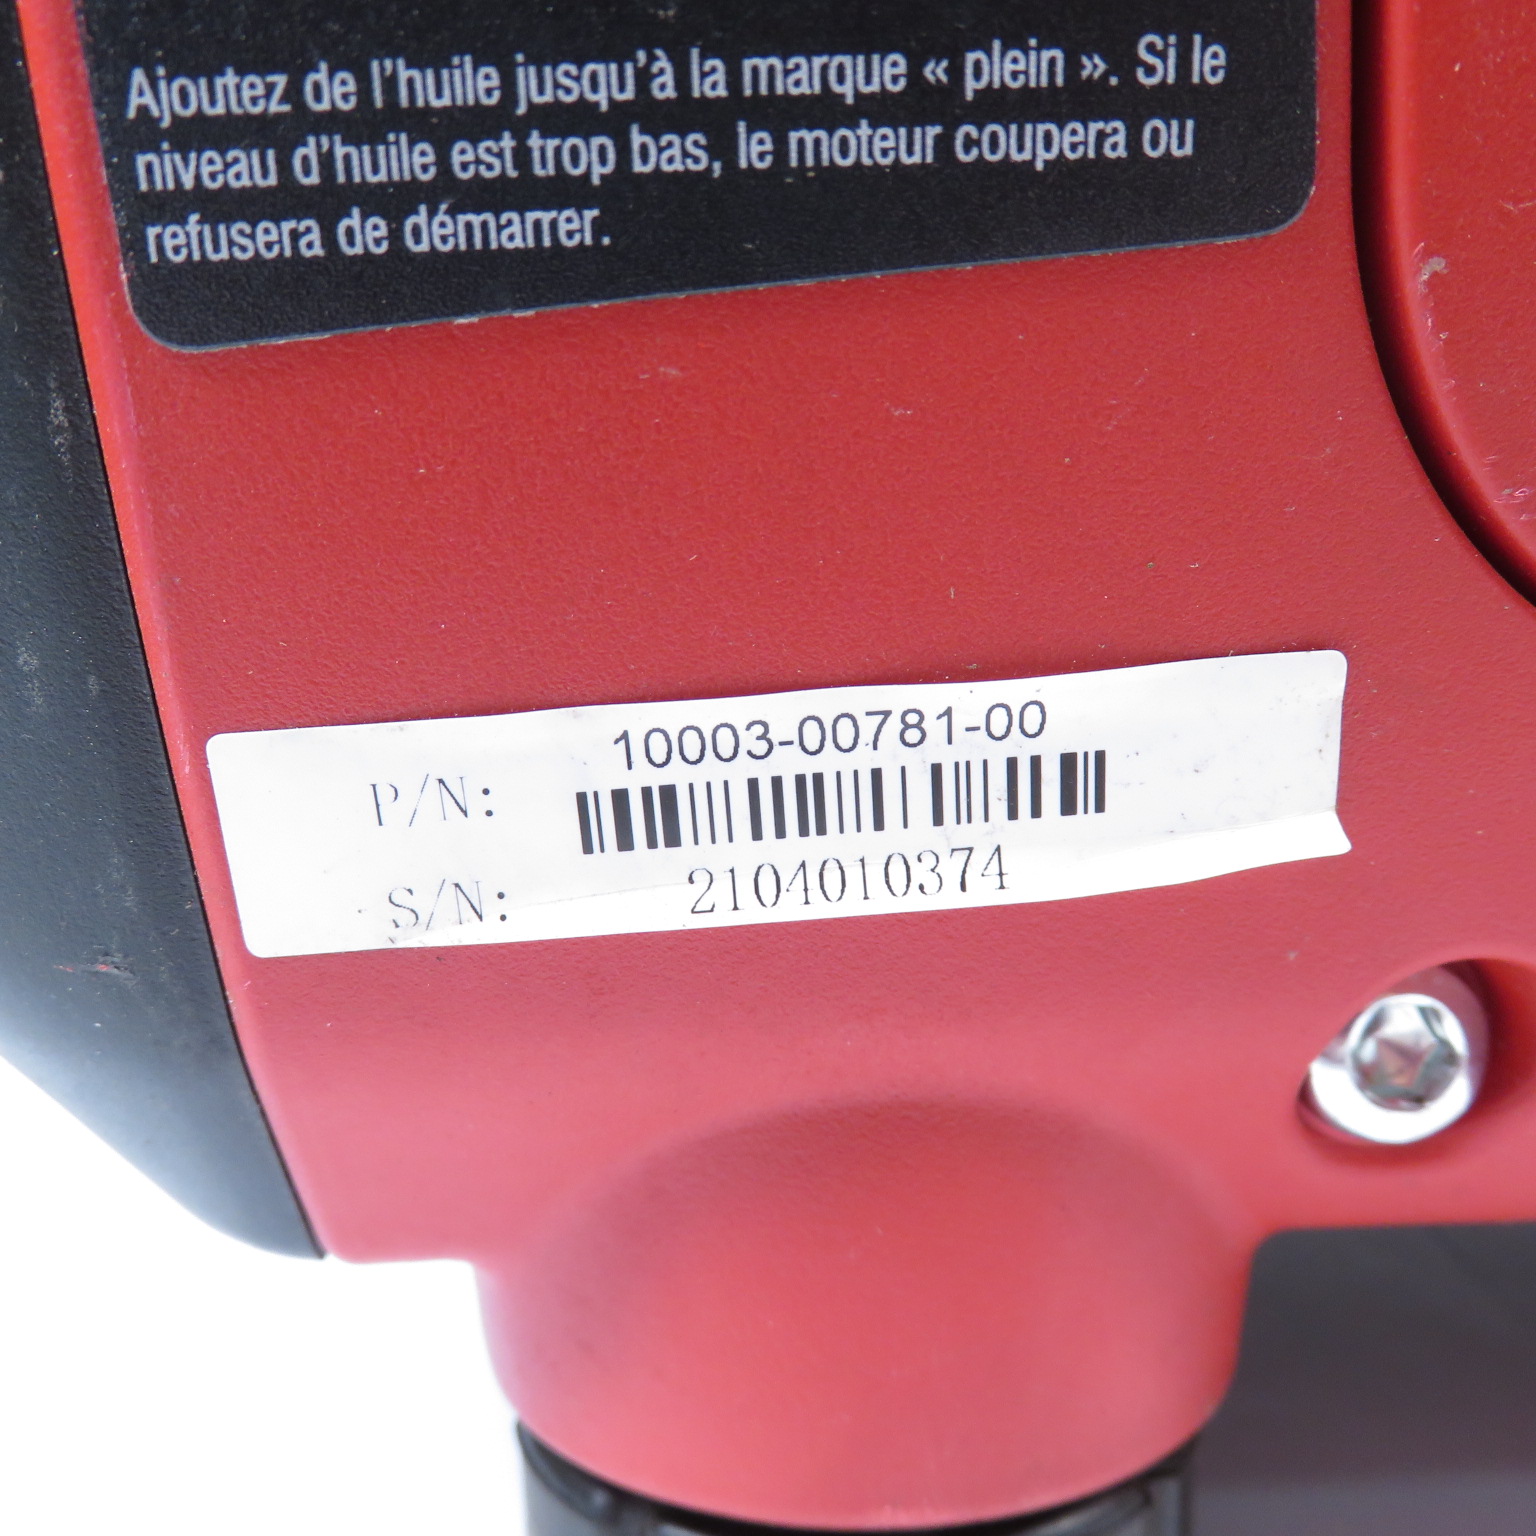 Ajoutez de l'huile jusqu'à la marque « plein ». Si le
niveau d'huile est trop bas, le moteur coupera ou
refusera de démarrer.
10003-00781-00
P/N:
S/N: 2104010374